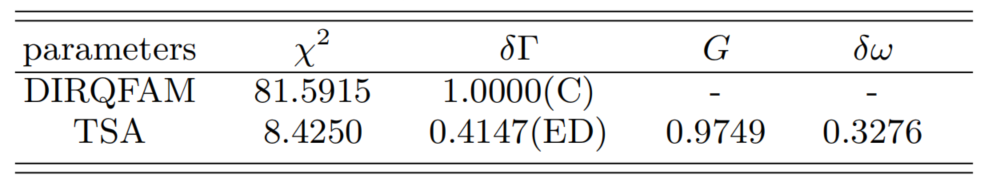 parameters χ² δΓ G δω
DIRQFAM 81.5915 1.0000(C) - -
TSA 8.4250 0.4147(ED) 0.9749 0.3276